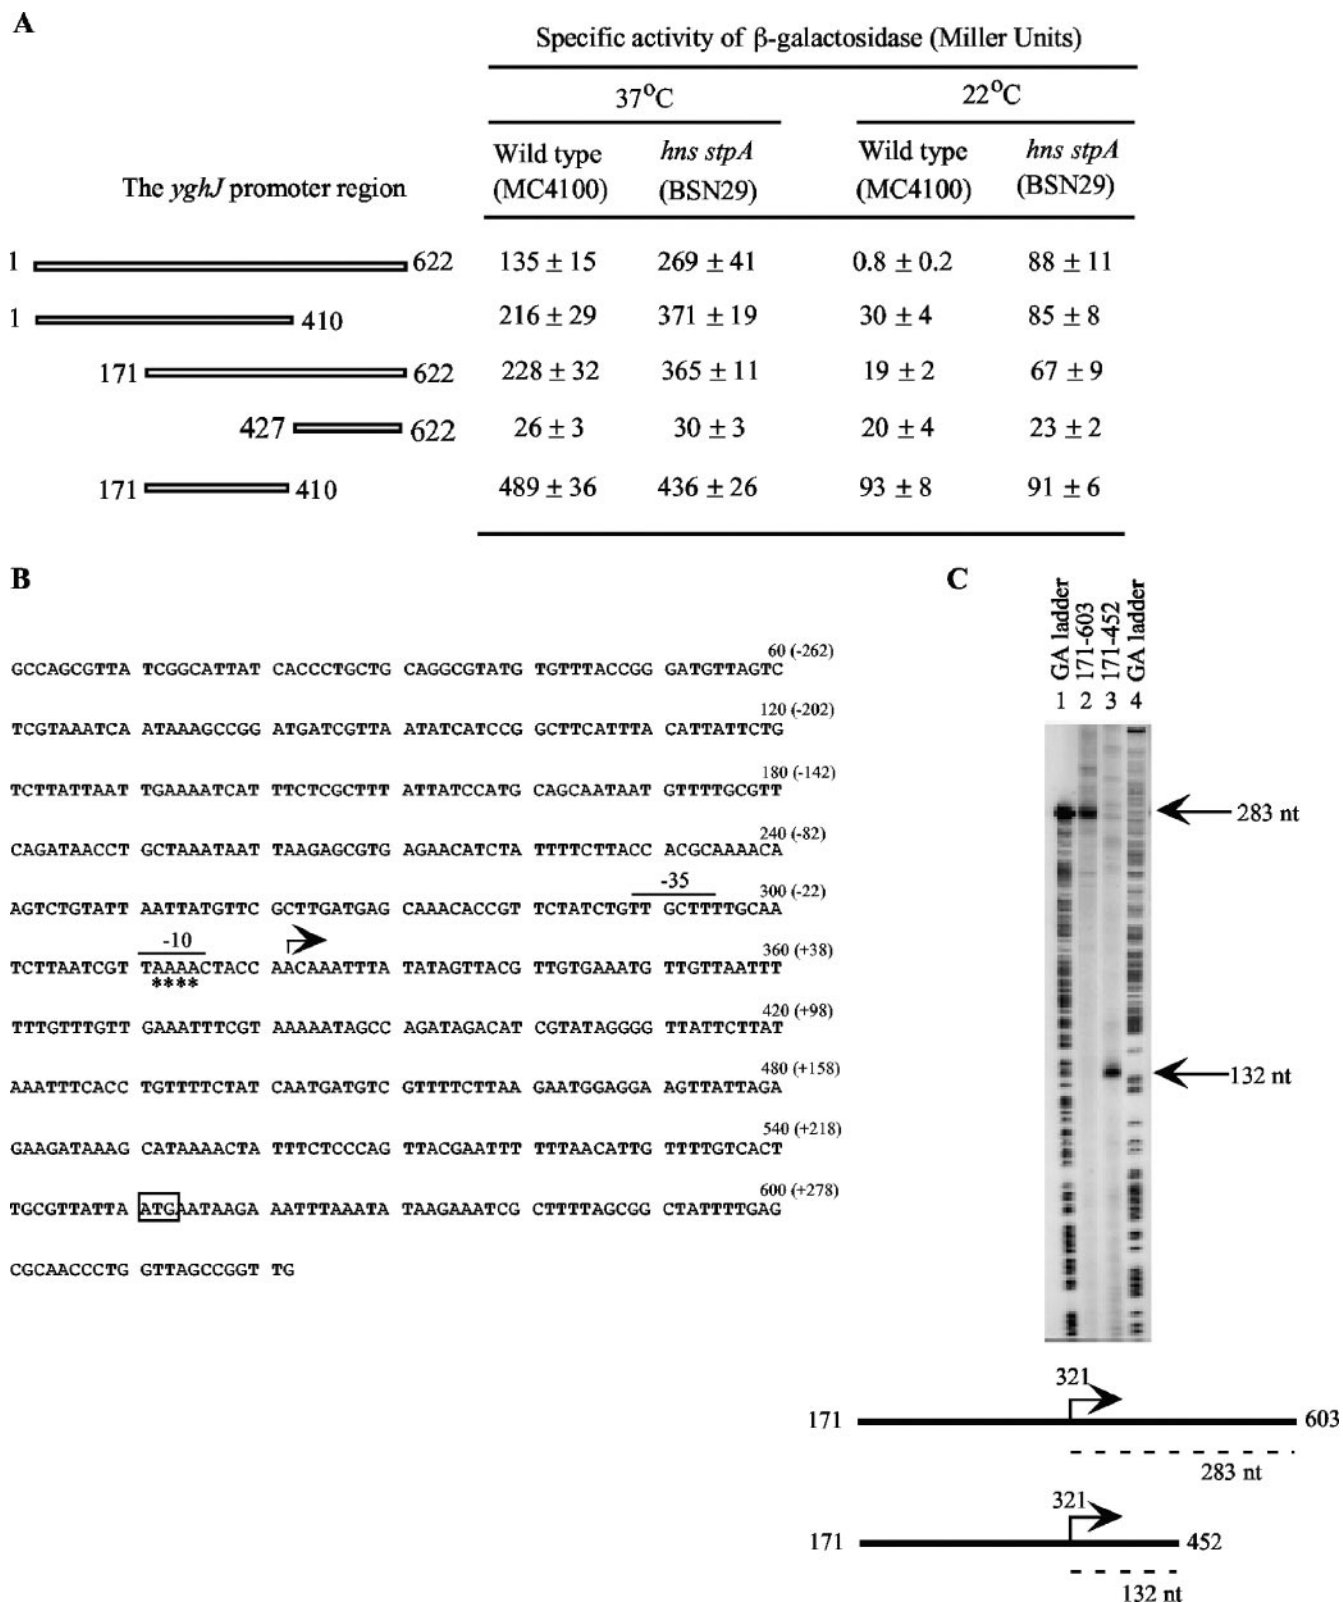 A
Specific activity of β-galactosidase (Miller Units)
37°C 22°C
Wild type hns stpA Wild type hns stpA
The yghJ promoter region (MC4100) (BSN29) (MC4100) (BSN29)
1 622 135 ± 15 269 ± 41 0.8 ± 0.2 88 ± 11
1 410 216 ± 29 371 ± 19 30 ± 4 85 ± 8
171 622 228 ± 32 365 ± 11 19 ± 2 67 ± 9
427 622 26 ± 3 30 ± 3 20 ± 4 23 ± 2
171 410 489 ± 36 436 ± 26 93 ± 8 91 ± 6
B
60 (-262)
GCCAGCGTTA TCGGCATTAT CACCCTGCTG CAGGCGTATG TGTTTACCGG GATGTTAGTC
120 (-202)
TCGTAAATCA ATAAAGCCGG ATGATCGTTA ATATCATCCG GCTTCATTTA CATTATTCTG
180 (-142)
TCTTATTAAT TGAAAATCAT TTCTCGCTTT ATTATCCATG CAGCAATAAT GTTTTGCGTT
240 (-82)
CAGATAACCT GCTAAATAAT TAAGAGCGTG AGAACATCTA TTTTCTTACC ACGCAAAACA
-35 300 (-22)
AGTCTGTATT AATTATGTTC GCTTGATGAG CAAACACCGT TCTATCTGTT GCTTTTGCAA
-10 360 (+38)
TCTTAATCGT TAAAACTACC AACAAATTTA TATAGTTACG TTGTGAAATG TTGTTAATTT
****
420 (+98)
TTTGTTTGTT GAAATTTCGT AAAAATAGCC AGATAGACAT CGTATAGGGG TTATTCTTAT
480 (+158)
AAATTTCACC TGTTTTCTAT CAATGATGTC GTTTTCTTAA GAATGGAGGA AGTTATTAGA
540 (+218)
GAAGATAAAG CATAAAACTA TTTCTCCCAG TTACGAATTT TTTAACATTG TTTTGTCACT
600 (+278)
TGCGTTATTA ATGAATAAGA AATTTAAATA TAAGAAATCG CTTTTAGCGG CTATTTTGAG
CGCAACCCTG GTTAGCCGGT TG
C
GA ladder
171-603
171-452
GA ladder
1 2 3 4
283 nt
132 nt
321
171 603
283 nt
321
171 452
132 nt